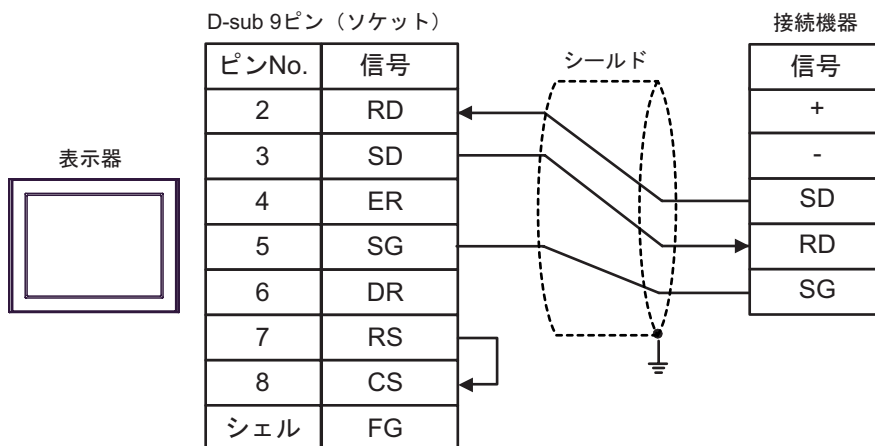 D-sub 9ピン（ソケット）
接続機器
ピンNo. 信号
シールド
信号
2 RD
+
表示器
3 SD
-
4 ER
SD
5 SG
RD
6 DR
SG
7 RS
8 CS
シェル FG